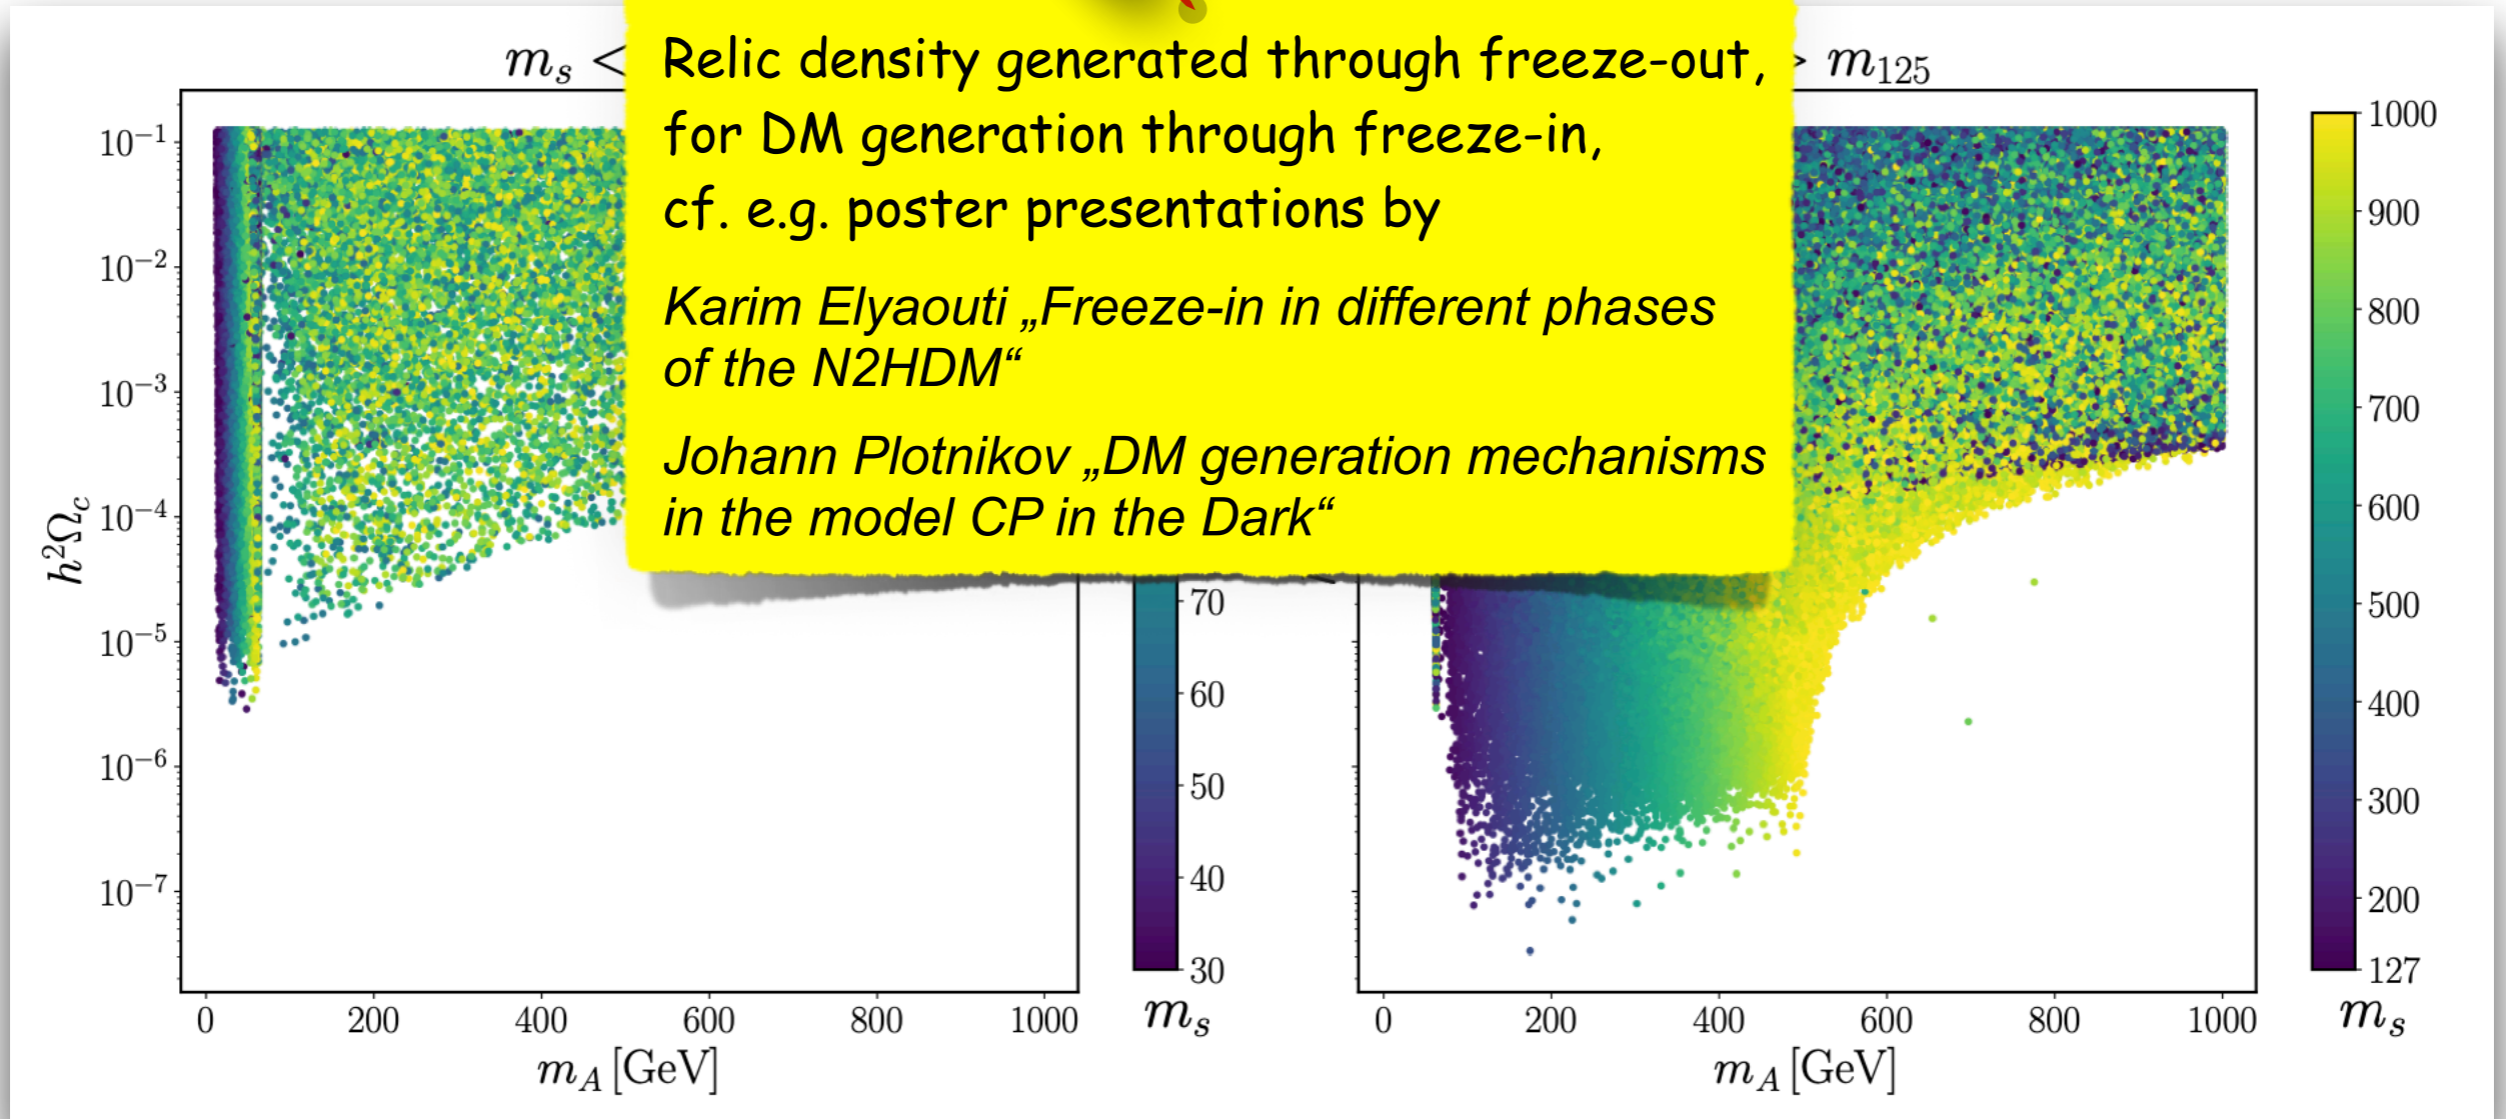 m_s <
> m_125
Relic density generated through freeze-out,
for DM generation through freeze-in,
cf. e.g. poster presentations by
Karim Elyaouti „Freeze-in in different phases
of the N2HDM“
Johann Plotnikov „DM generation mechanisms
in the model CP in the Dark“
h²Ω_c
10⁻¹
10⁻²
10⁻³
10⁻⁴
10⁻⁵
10⁻⁶
10⁻⁷
0 200 400 600 800 1000
m_A [GeV]
70
60
50
40
30
m_s
0 200 400 600 800 1000
m_A [GeV]
1000
900
800
700
600
500
400
300
200
127
m_s